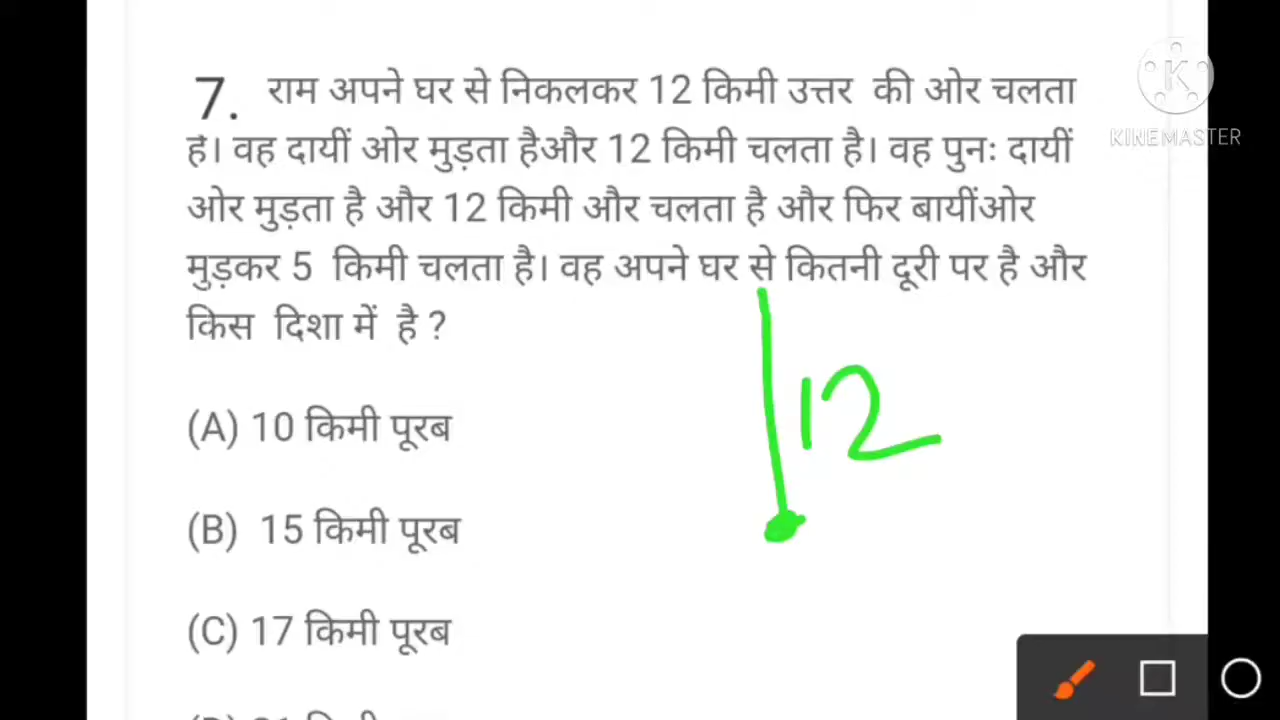 7. राम अपने घर से निकलकर 12 किमी उत्तर की ओर चलता
है। वह दायीं ओर मुड़ता हैऔर 12 किमी चलता है। वह पुनः दायीं
ओर मुड़ता है और 12 किमी और चलता है और फिर बायींओर
मुड़कर 5 किमी चलता है। वह अपने घर से कितनी दूरी पर है और
किस दिशा में है ?
12
(A) 10 किमी पूरब
(B) 15 किमी पूरब
(C) 17 किमी पूरब
K
KINEMASTER